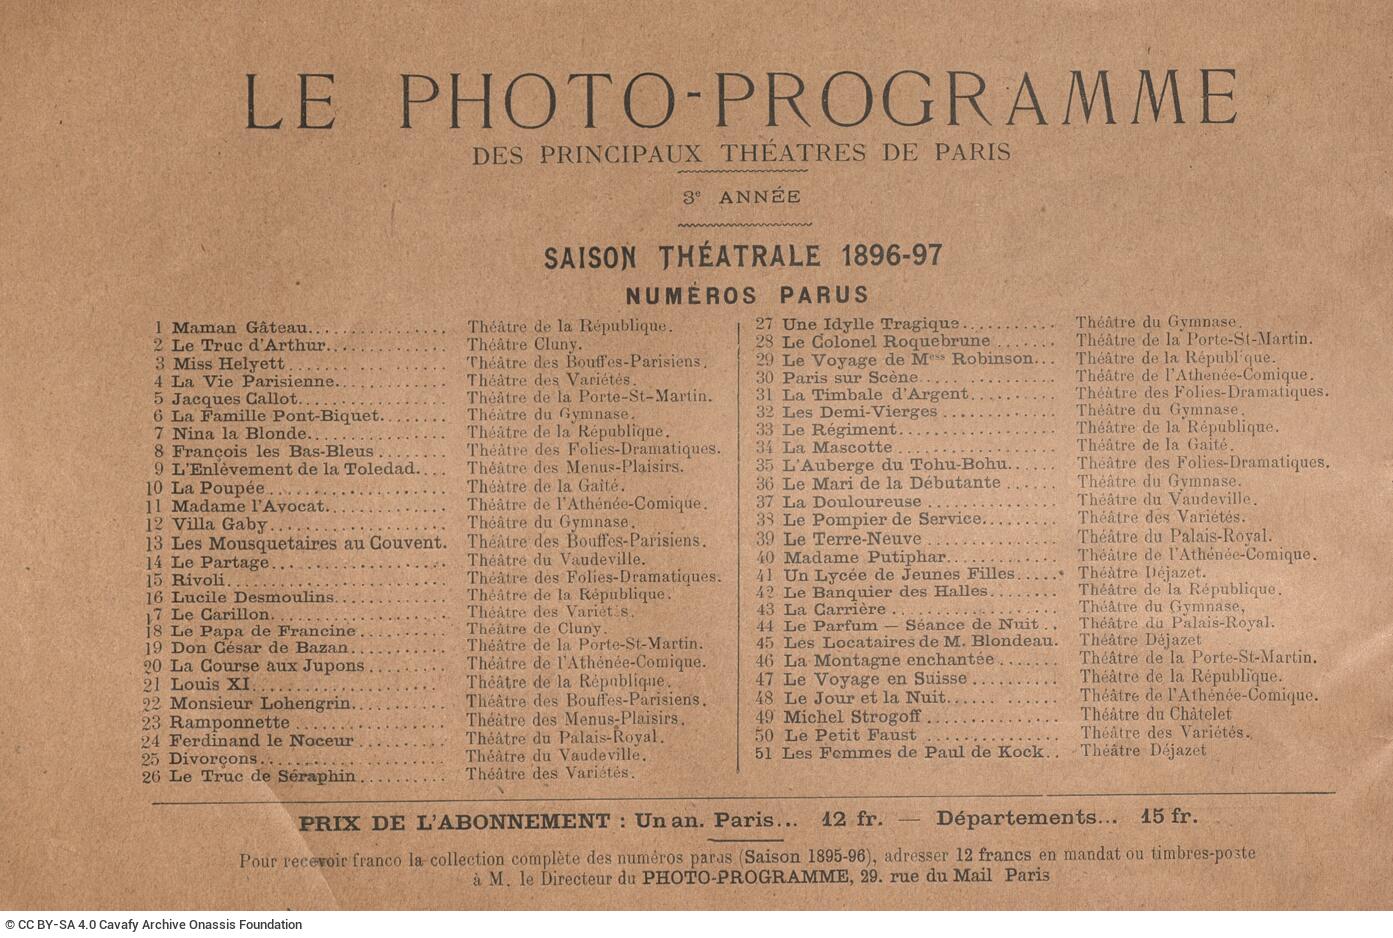 LE PHOTO-PROGRAMME
DES PRINCIPAUX THÉATRES DE PARIS
3e ANNÉE
SAISON THÉATRALE 1896-97
NUMÉROS PARUS
1 Maman Gâteau............... Théâtre de la République.
2 Le Truc d'Arthur............. Théâtre Cluny.
3 Miss Helyett................. Théâtre des Bouffes-Parisiens.
4 La Vie Parisienne............ Théâtre des Variétés.
5 Jacques Callot............... Théâtre de la Porte-St-Martin.
6 La Famille Pont-Biquet....... Théâtre du Gymnase.
7 Nina la Blonde............... Théâtre de la République.
8 François les Bas-Bleus....... Théâtre des Folies-Dramatiques.
9 L'Enlèvement de la Toledad.... Théâtre des Menus-Plaisirs.
10 La Poupée.................. Théâtre de la Gaîté.
11 Madame l'Avocat............ Théâtre de l'Athénée-Comique.
12 Villa Gaby.................. Théâtre du Gymnase.
13 Les Mousquetaires au Couvent. Théâtre des Bouffes-Parisiens.
14 Le Partage.................. Théâtre du Vaudeville.
15 Rivoli...................... Théâtre des Folies-Dramatiques.
16 Lucile Desmoulins........... Théâtre de la République.
17 Le Carillon................. Théâtre des Variét s.
18 Le Papa de Francine......... Théâtre de Cluny.
19 Don César de Bazan.......... Théâtre de la Porte-St-Martin.
20 La Course aux Jupons........ Théâtre de l'Athénée-Comique.
21 Louis XI.................... Théâtre de la République.
22 Monsieur Lohengrin.......... Théâtre des Bouffes-Parisiens.
23 Ramponnette................ Théâtre des Menus-Plaisirs.
24 Ferdinand le Noceur......... Théâtre du Palais-Royal.
25 Divorçons................... Théâtre du Vaudeville.
26 Le Truc de Séraphin......... Théâtre des Variétés.
27 Une Idylle Tragique.......... Théâtre du Gymnase.
28 Le Colonel Roquebrune....... Théâtre de la Porte-St-Martin.
29 Le Voyage de Mess Robinson... Théâtre de la République.
30 Paris sur Scène............. Théâtre de l'Athenée-Comique.
31 La Timbale d'Argent.......... Théâtre des Folies-Dramatiques.
32 Les Demi-Vierges............ Théâtre du Gymnase.
33 Le Régiment................. Théâtre de la République.
34 La Mascotte................. Théâtre de la Gaité.
35 L'Auberge du Tohu-Bohu...... Théâtre des Folies-Dramatiques.
36 Le Mari de la Débutante...... Théâtre du Gymnase.
37 La Douloureuse.............. Théâtre du Vaudeville.
38 Le Pompier de Service........ Théâtre des Variétés.
39 Le Terre-Neuve.............. Théâtre du Palais-Royal.
40 Madame Putiphar............ Théâtre de l'Athénée-Comique.
41 Un Lycée de Jeunes Filles..... Théâtre Déjazet.
42 Le Banquier des Halles....... Théâtre de la République.
43 La Carrière................. Théâtre du Gymnase,
44 Le Parfum — Séance de Nuit.. Théâtre du Palais-Royal.
45 Les Locataires de M. Blondeau. Théâtre Déjazet
46 La Montagne enchantée....... Théâtre de la Porte-St-Martin.
47 Le Voyage en Suisse......... Théâtre de la République.
48 Le Jour et la Nuit........... Théâtre de l'Athénée-Comique.
49 Michel Strogoff.............. Théâtre du Châtelet
50 Le Petit Faust............... Théâtre des Variétés.
51 Les Femmes de Paul de Kock.. Théâtre Déjazet
PRIX DE L'ABONNEMENT : Un an. Paris... 12 fr. — Départements... 15 fr.
Pour recevoir franco la collection complète des numéros parus (Saison 1895-96), adresser 12 francs en mandat ou timbres-poste
à M. le Directeur du PHOTO-PROGRAMME, 29. rue du Mail Paris
© CC BY-SA 4.0 Cavafy Archive Onassis Foundation